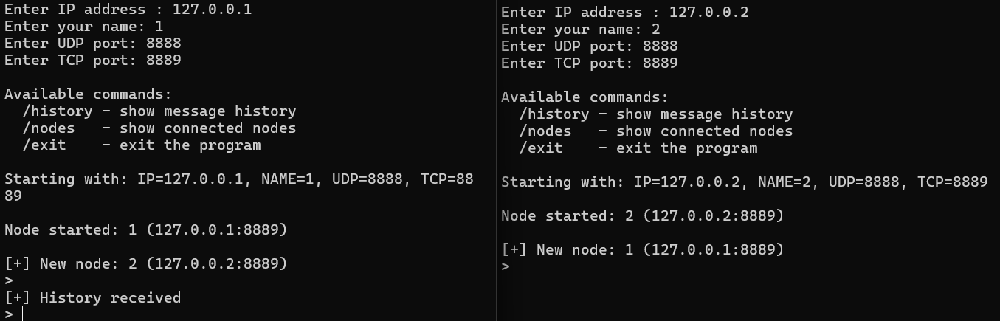 Enter IP address : 127.0.0.1
Enter your name: 1
Enter UDP port: 8888
Enter TCP port: 8889
Available commands:
/history - show message history
/nodes   - show connected nodes
/exit    - exit the program
Starting with: IP=127.0.0.1, NAME=1, UDP=8888, TCP=88
89
Node started: 1 (127.0.0.1:8889)
[+] New node: 2 (127.0.0.2:8889)
>
[+] History received
>
Enter IP address : 127.0.0.2
Enter your name: 2
Enter UDP port: 8888
Enter TCP port: 8889
Available commands:
/history - show message history
/nodes   - show connected nodes
/exit    - exit the program
Starting with: IP=127.0.0.2, NAME=2, UDP=8888, TCP=8889
Node started: 2 (127.0.0.2:8889)
[+] New node: 1 (127.0.0.1:8889)
>